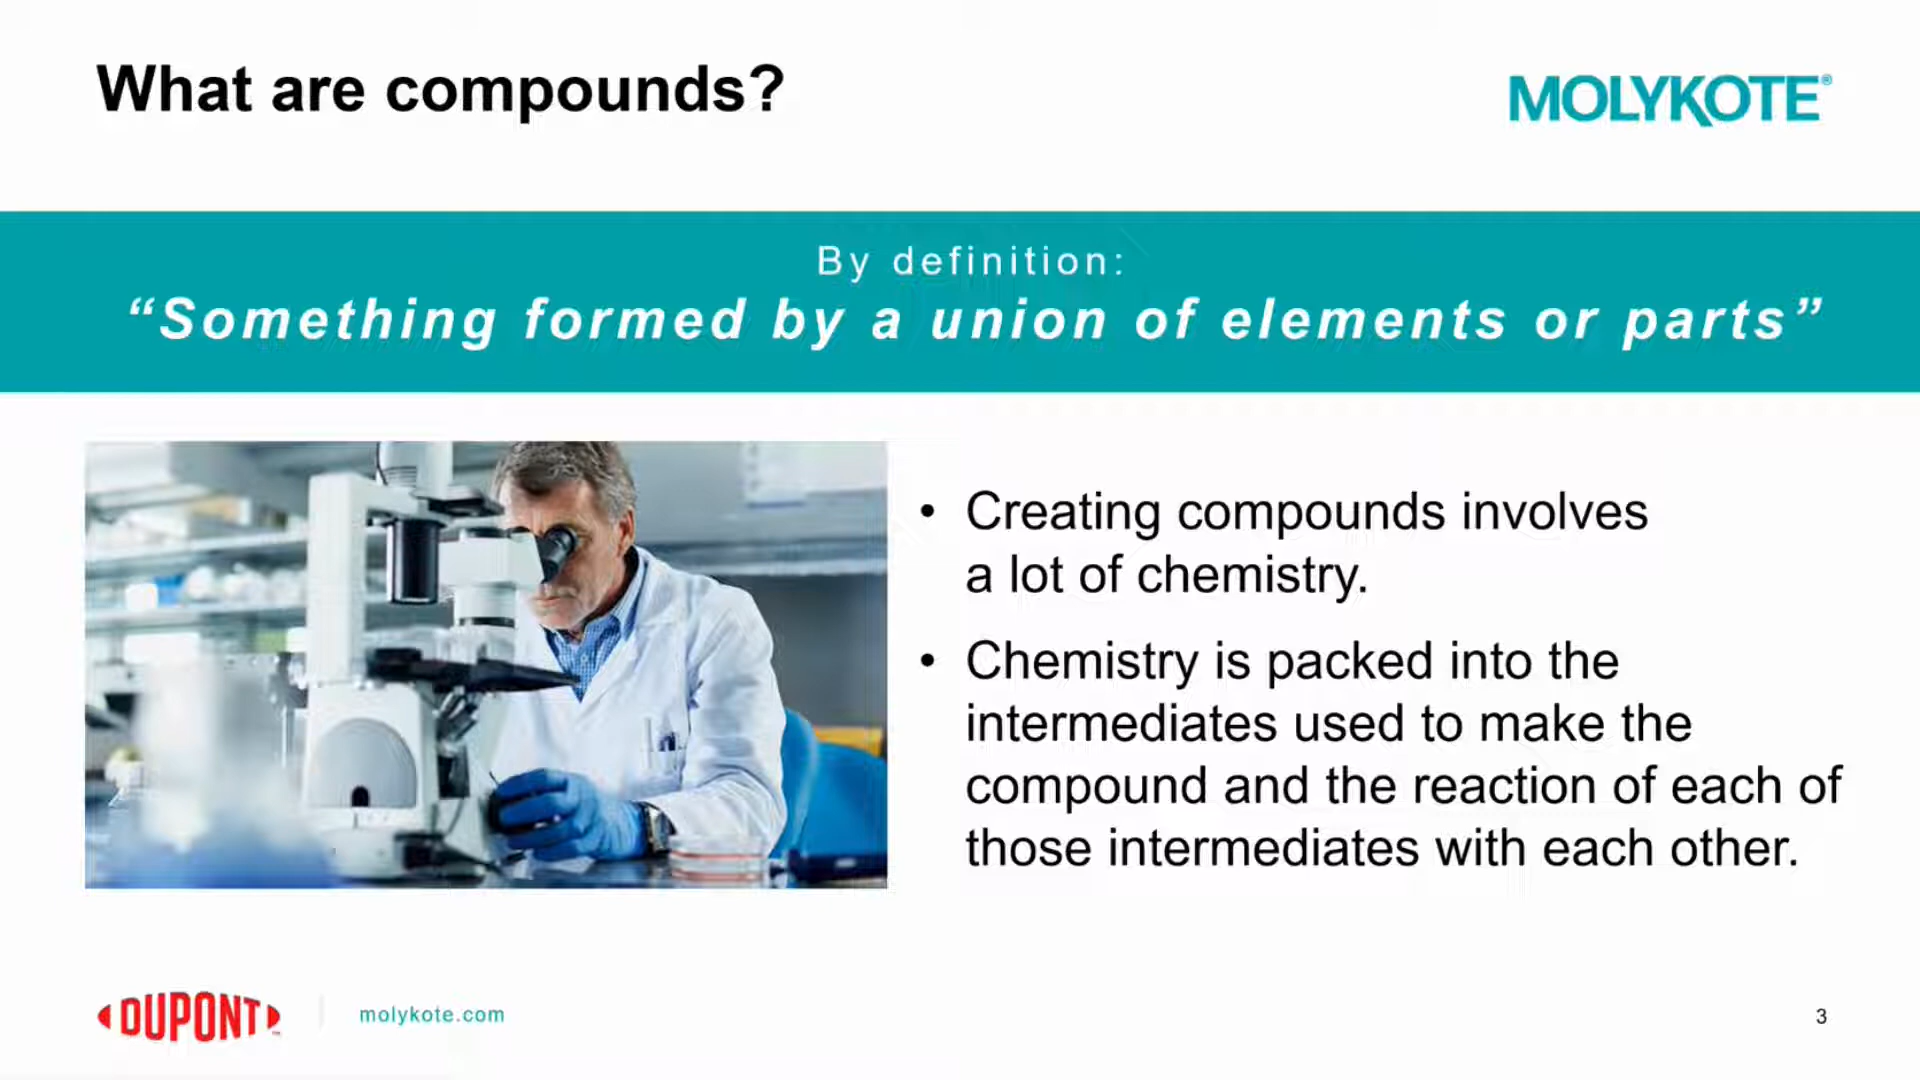 What are compounds?
MOLYKOTE®
By definition:
“Something formed by a union of elements or parts”
• Creating compounds involves
a lot of chemistry.
• Chemistry is packed into the
intermediates used to make the
compound and the reaction of each of
those intermediates with each other.
DUPONT™
molykote.com
3